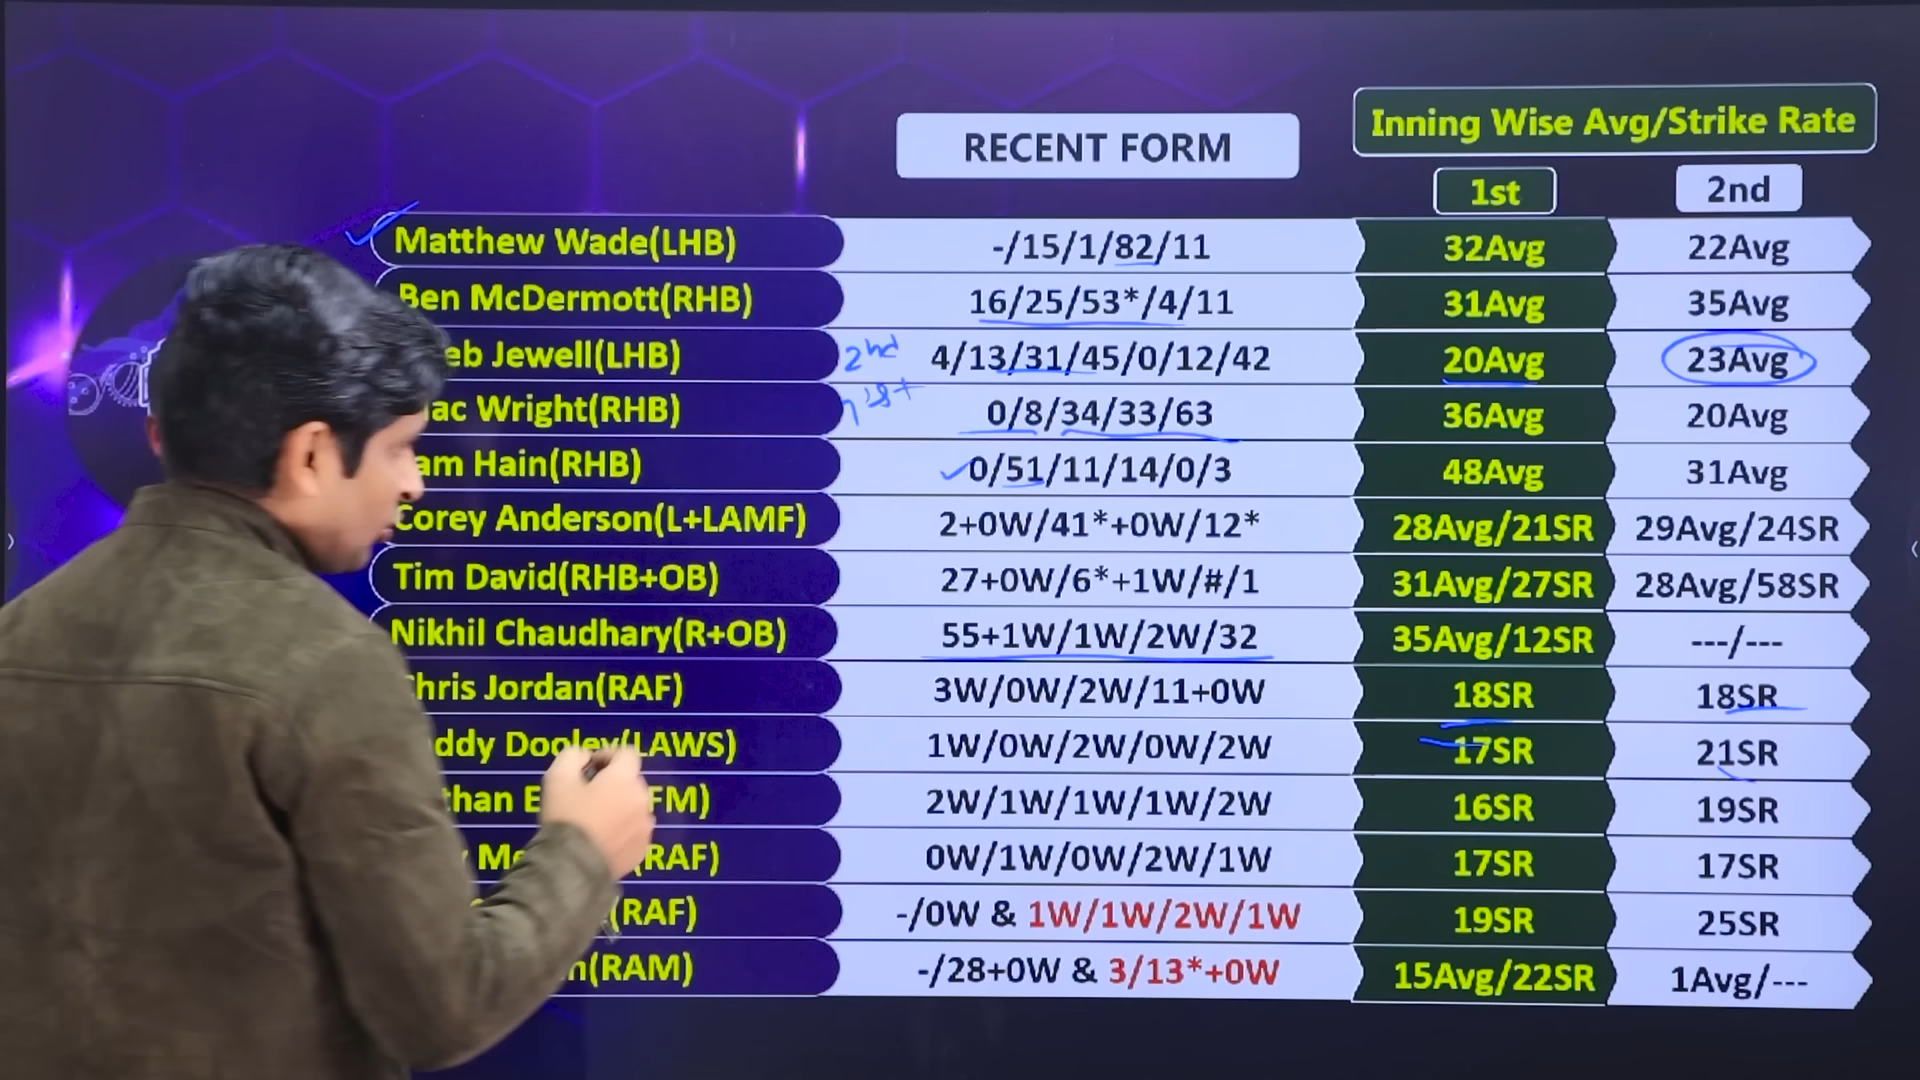 Inning Wise Avg/Strike Rate
RECENT FORM
1st 2nd
Matthew Wade(LHB) -/15/1/82/11 32Avg 22Avg
Ben McDermott(RHB) 16/25/53*/4/11 31Avg 35Avg
Jewell(LHB) 2nd 4/13/31/45/0/12/42 20Avg 23Avg
Wright(RHB) 1st 0/8/34/33/63 36Avg 20Avg
Hain(RHB) 0/51/11/14/0/3 48Avg 31Avg
Corey Anderson(L+LAMF) 2+0W/41*+0W/12* 28Avg/21SR 29Avg/24SR
Tim David(RHB+OB) 27+0W/6*+1W/#/1 31Avg/27SR 28Avg/58SR
Nikhil Chaudhary(R+OB) 55+1W/1W/2W/32 35Avg/12SR ---/---
Chris Jordan(RAF) 3W/0W/2W/11+0W 18SR 18SR
Dooley(LAWS) 1W/0W/2W/0W/2W 17SR 21SR
2W/1W/1W/1W/2W 16SR 19SR
(RAF) 0W/1W/0W/2W/1W 17SR 17SR
(RAF) -/0W & 1W/1W/2W/1W 19SR 25SR
(RAM) -/28+0W & 3/13*+0W 15Avg/22SR 1Avg/---